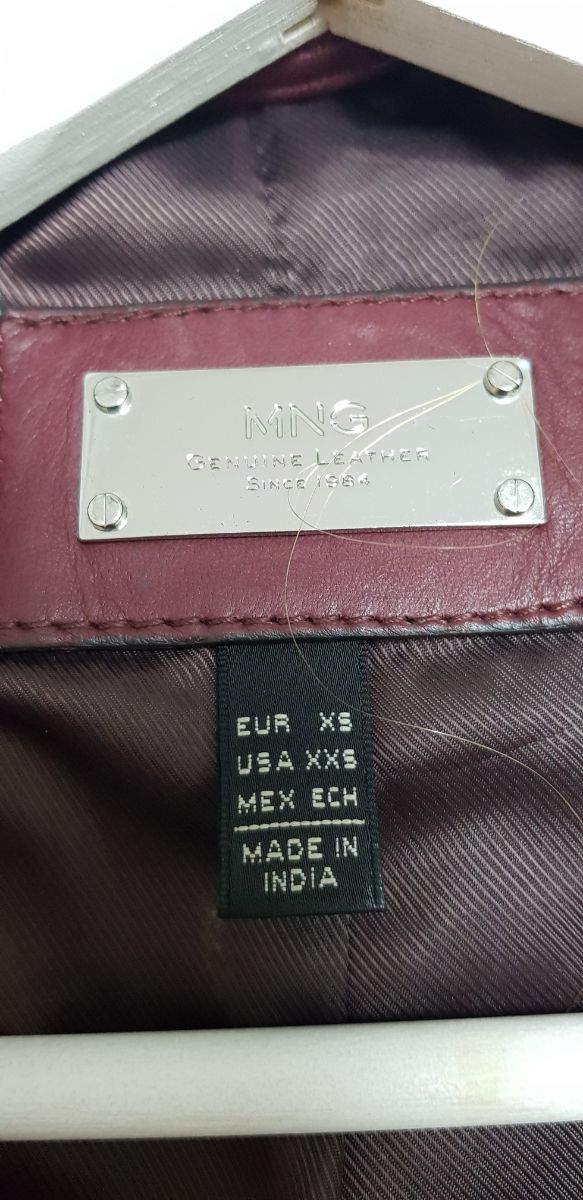 MNG
GENUINE LEATHER
SINCE 1984
EUR XS
USA XXS
MEX ECH
MADE IN
INDiA